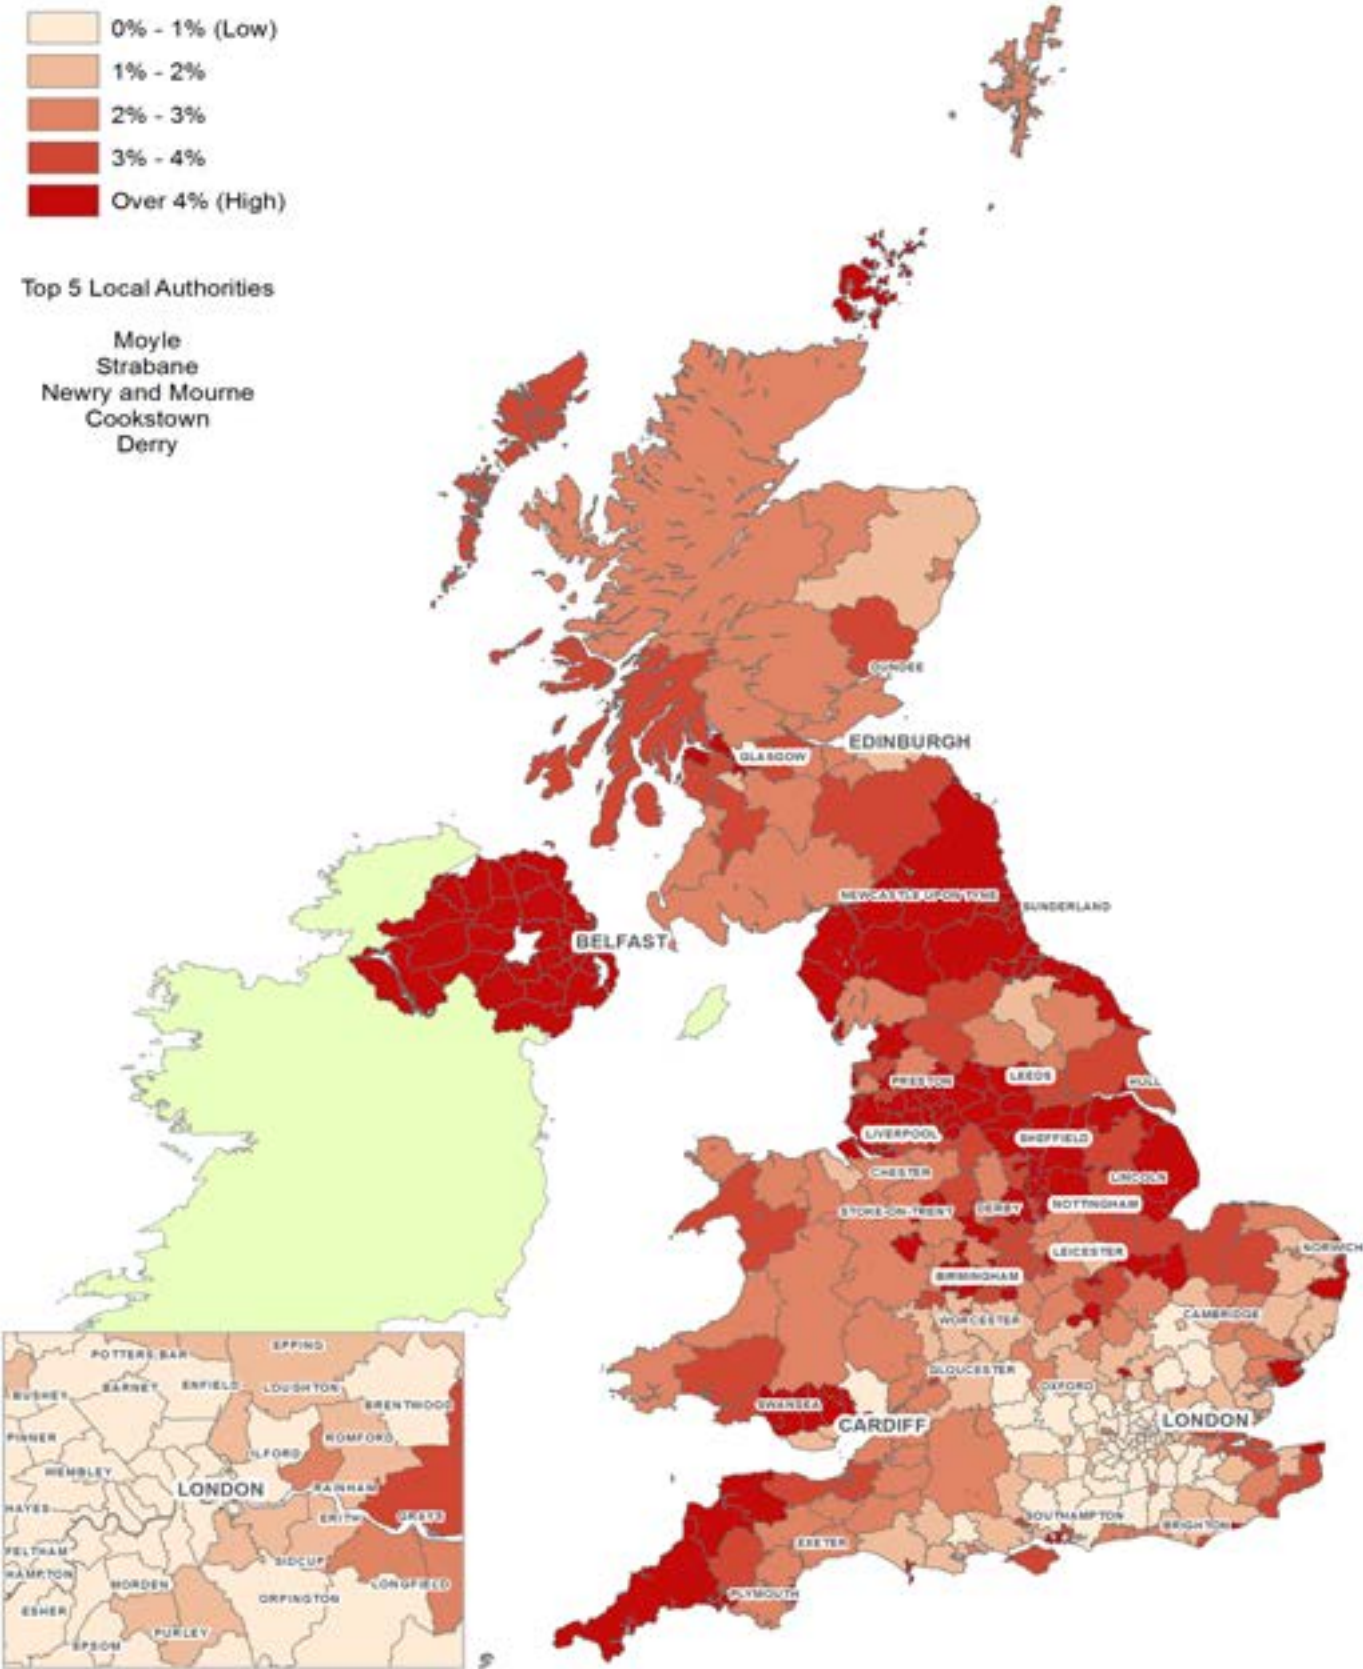 0% - 1% (Low)
1% - 2%
2% - 3%
3% - 4%
Over 4% (High)
Top 5 Local Authorities
Moyle
Strabane
Newry and Mourne
Cookstown
Derry
DUNDEE
EDINBURGH
GLASGOW
NEWCASTLE UPON TYNE
SUNDERLAND
BELFAST
PRESTON
LEEDS
HULL
LIVERPOOL
SHEFFIELD
CHESTER
LINCOLN
STOKE-ON-TRENT
DERBY
NOTTINGHAM
LEICESTER
NORWICH
BIRMINGHAM
WORCESTER
CAMBRIDGE
GLOUCESTER
OXFORD
SWANSEA
CARDIFF
LONDON
SOUTHAMPTON
BRIGHTON
EXETER
PLYMOUTH
EPPING
POTTERS BAR
BUSHEY
BARNEY
ENFIELD
LOUGHTON
BRENTWOOD
PINNER
ROMFORD
ILFORD
WEMBLEY
LONDON
RAINHAM
HAYES
ERITH
GRAYS
FELTHAM
HAMPTON
SIDCUP
MORDEN
LONGFIELD
ORPINGTON
ESHER
PURLEY
EPSOM